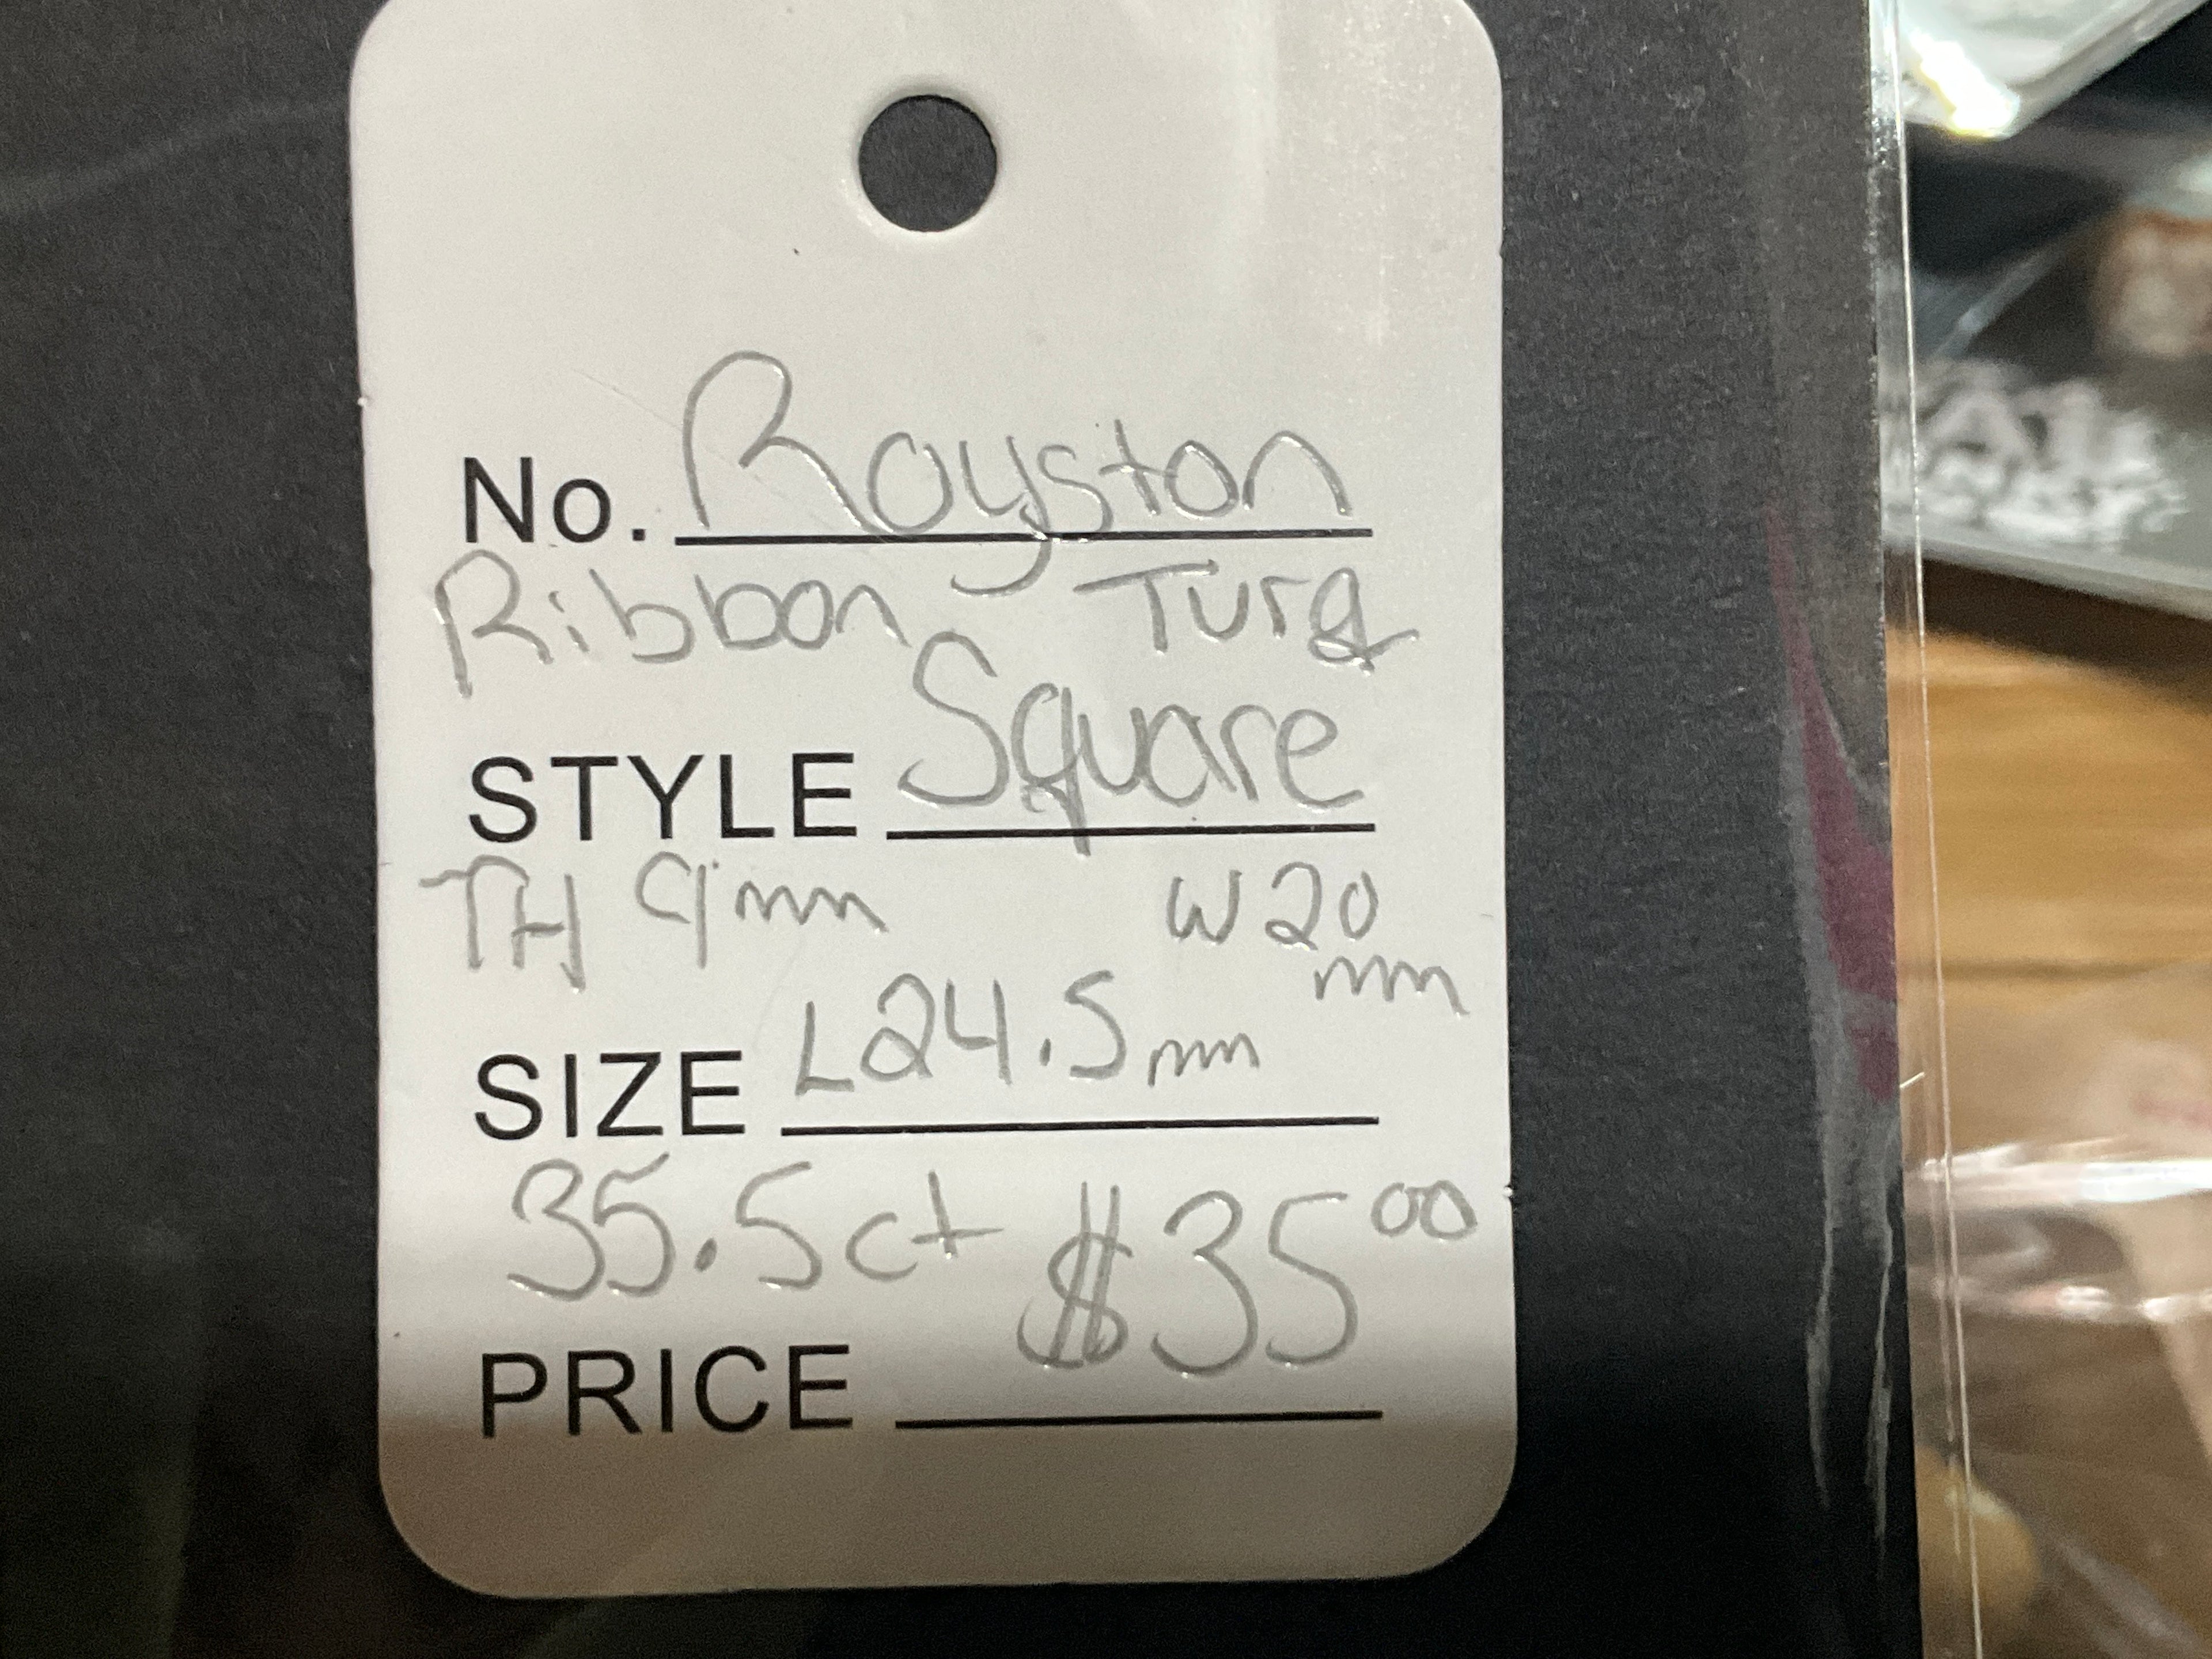 No. Royston
Ribbon Turq
STYLE Square
TH 9mm W20
mm
SIZE L24.5mm
35.5ct $35 00
PRICE